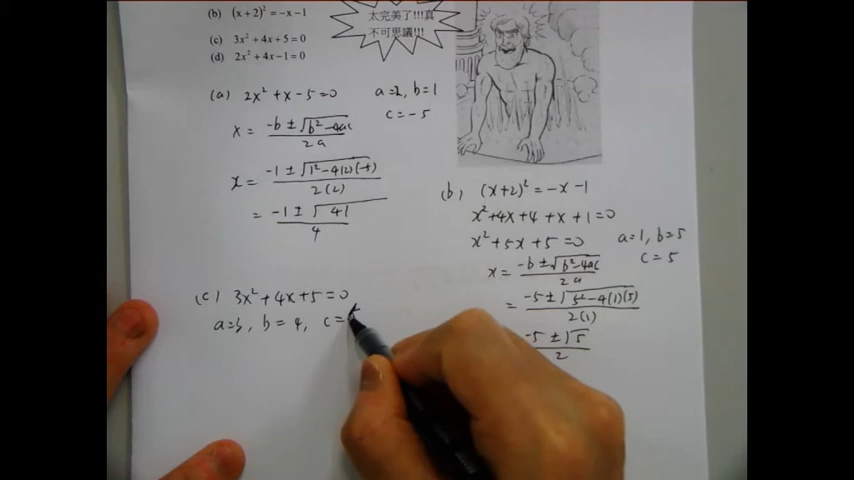 (b) (x+2)² = -x-1
(c) 3x² + 4x + 5 = 0
(d) 2x² + 4x - 1 = 0
太完美了!!!真
不可思議!!!
(a) 2x² + x - 5 = 0
a=2, b=1
c = -5
x = (-b ± √(b²-4ac))/(2a)
x = (-1 ± √(1²-4(2)(-5)))/(2(2))
= (-1 ± √41)/4
(b) (x+2)² = -x-1
x² + 4x + 4 + x + 1 = 0
x² + 5x + 5 = 0
a=1, b=5
c = 5
x = (-b ± √(b²-4ac))/(2a)
= (-5 ± √(5²-4(1)(5)))/(2(1))
-5 ± √5/2
(c) 3x² + 4x + 5 = 0
a=3, b=4, c=5